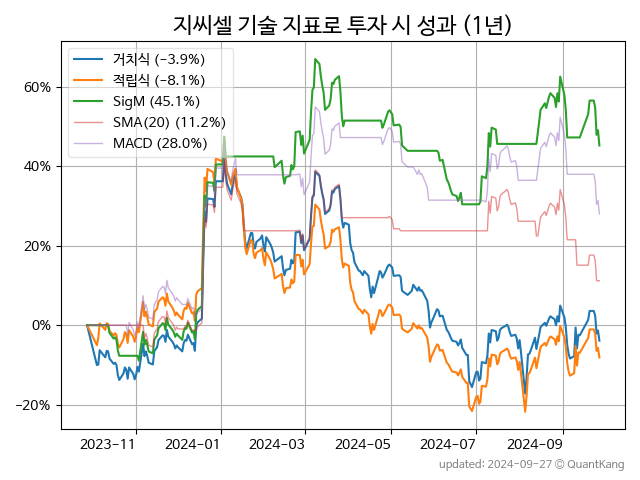 지씨셀 기술 지표로 투자 시 성과 (1년)
거치식 (−3.9%)
적립식 (−8.1%)
SigM (45.1%)
SMA(20) (11.2%)
MACD (28.0%)
60%
40%
20%
0%
−20%
2023-11 2024-01 2024-03 2024-05 2024-07 2024-09
updated: 2024-09-27 © QuantKang